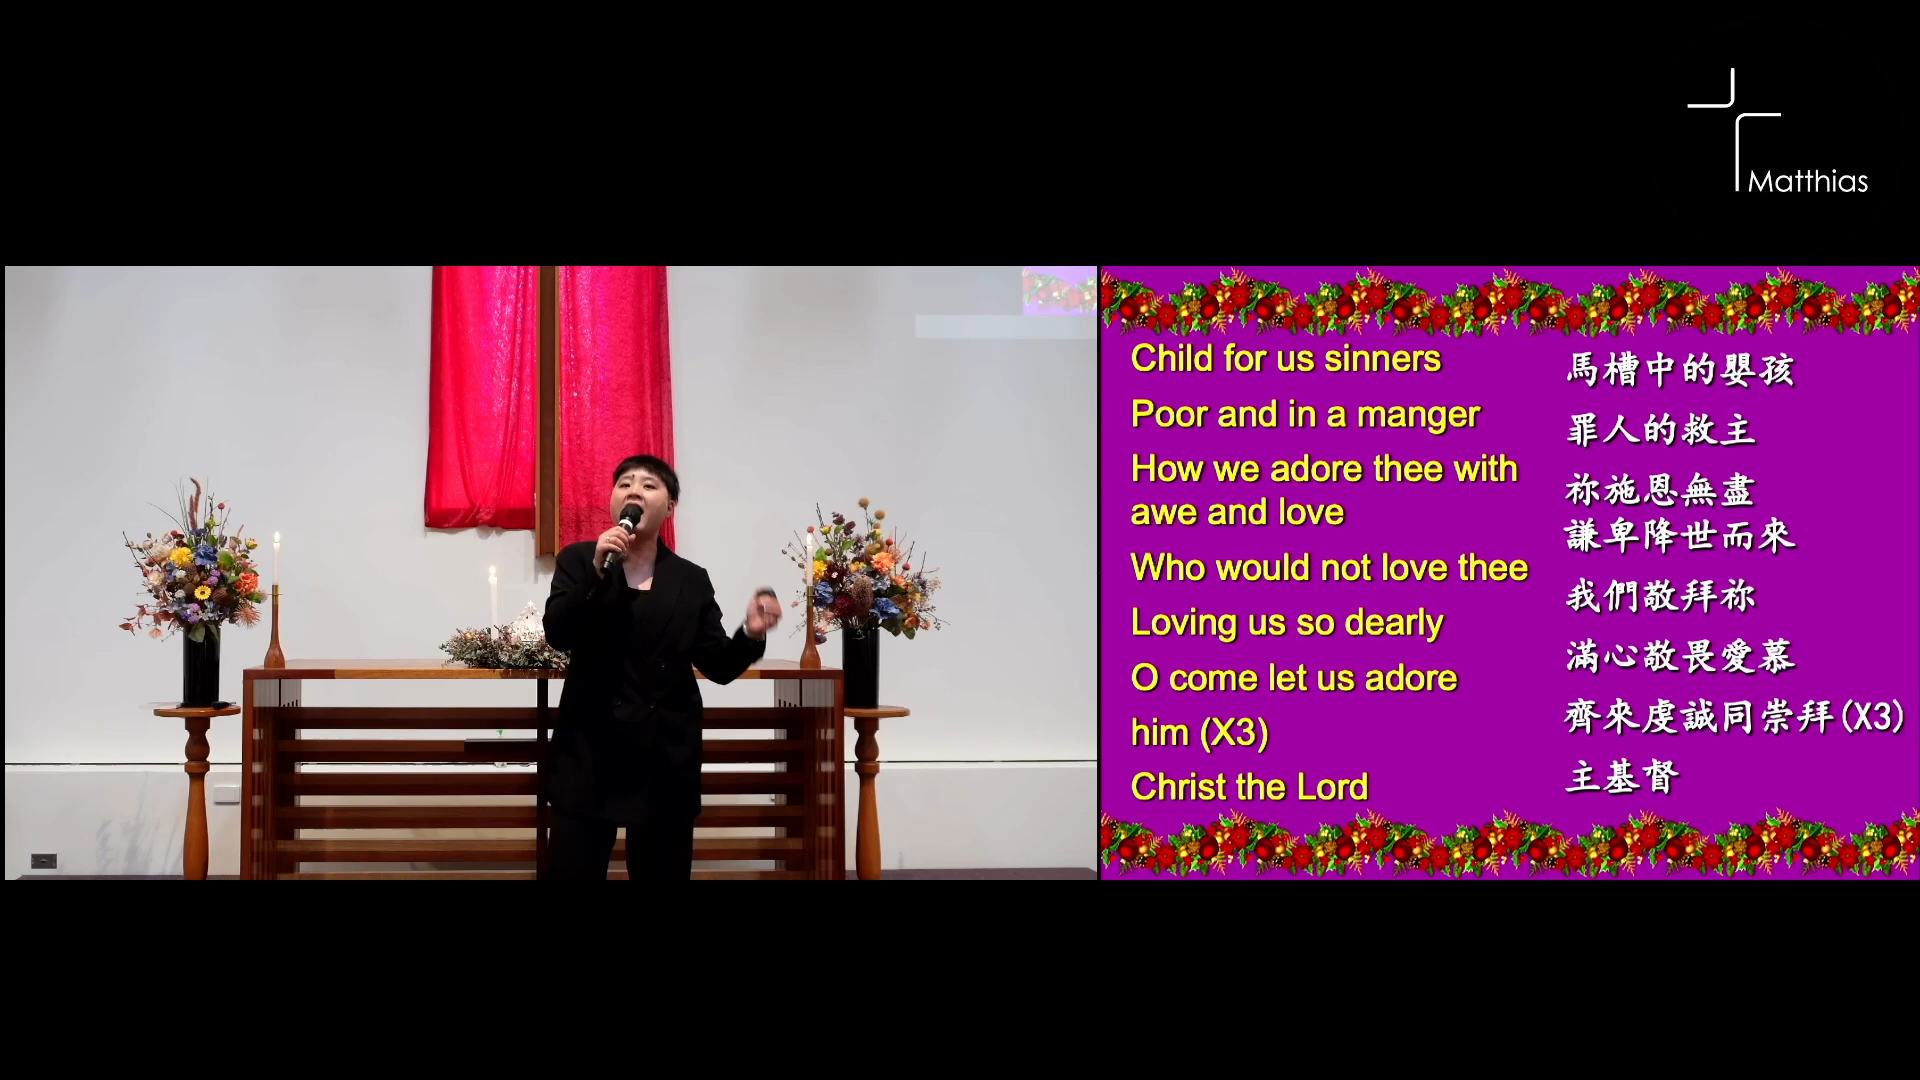 Matthias
Child for us sinners
Poor and in a manger
How we adore thee with
awe and love
Who would not love thee
Loving us so dearly
O come let us adore
him (X3)
Christ the Lord
馬槽中的嬰孩
罪人的救主
祢施恩無盡
謙卑降世而來
我們敬拜祢
滿心敬畏愛慕
齊來虔誠同崇拜(X3)
主基督